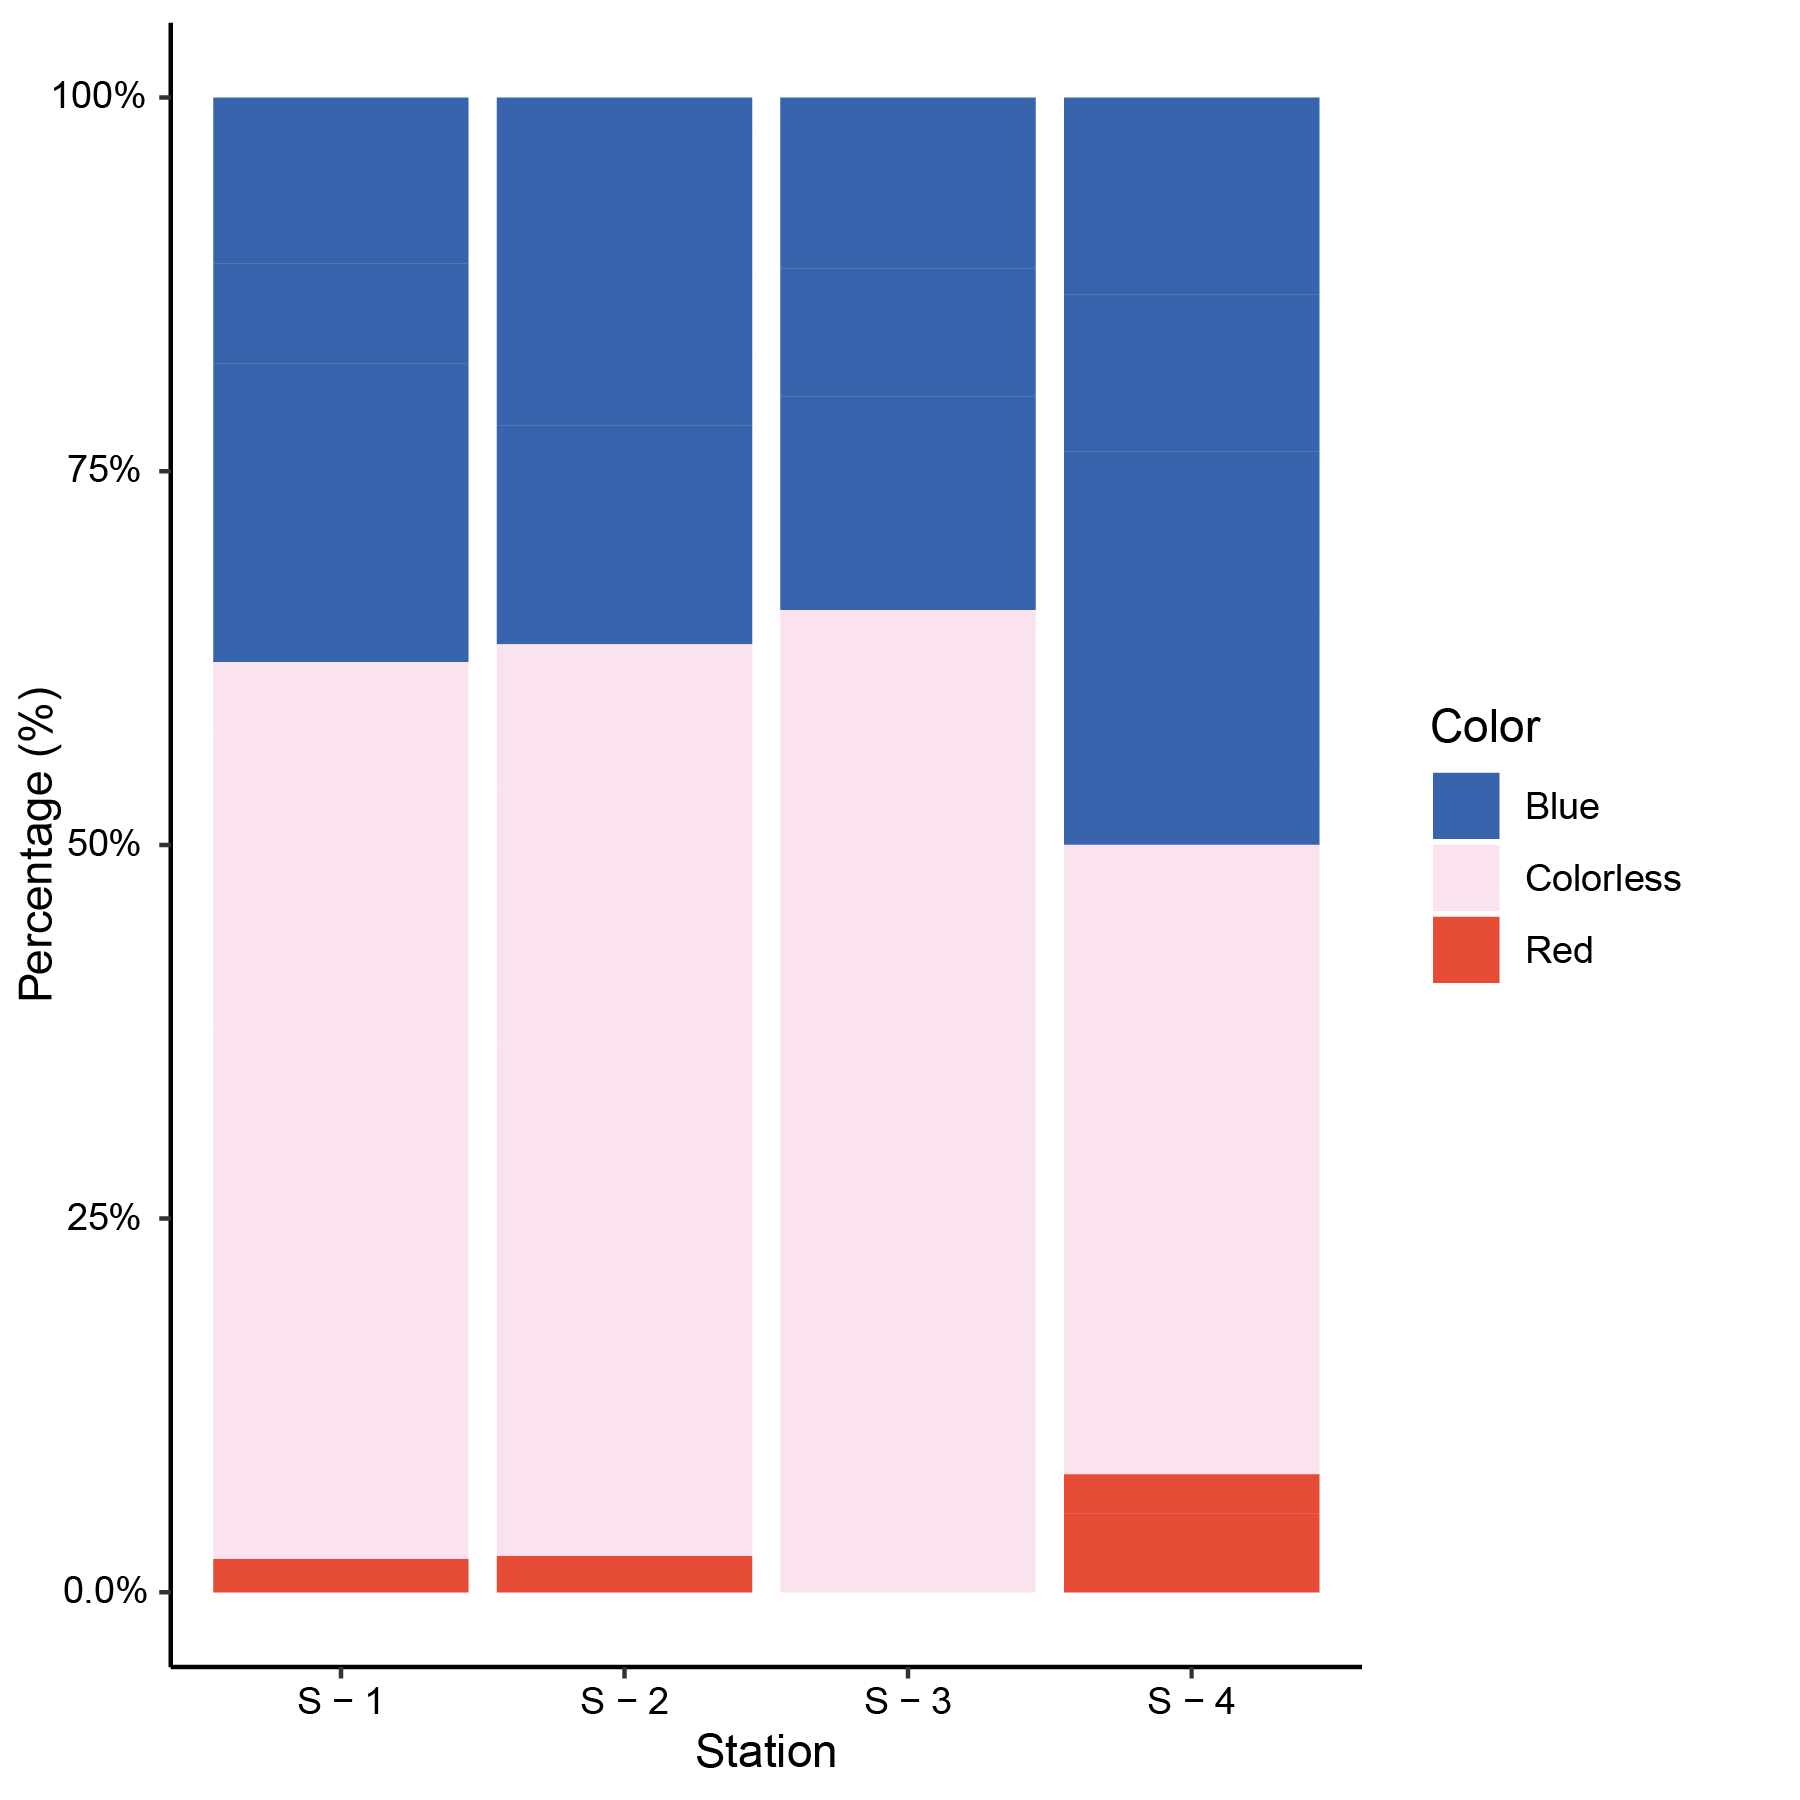 100%
75%
50%
25%
0.0%
Percentage (%)
S – 1
S – 2
S – 3
S – 4
Station
Color
Blue
Colorless
Red